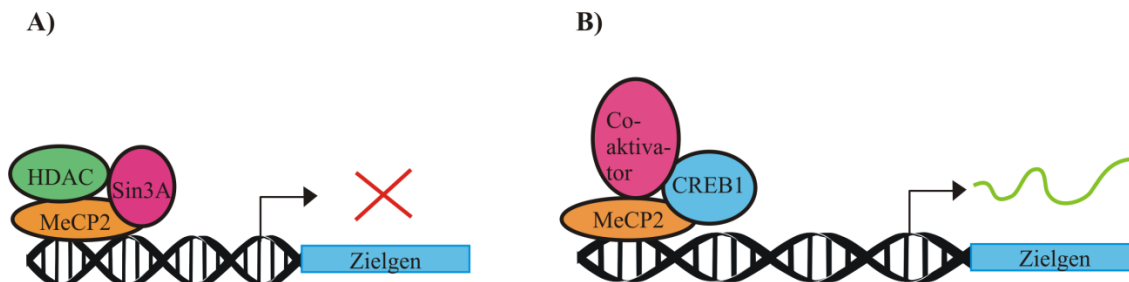 A)
HDAC
Sin3A
MeCP2
Zielgen
B)
Co-
aktiva-
tor
CREB1
MeCP2
Zielgen